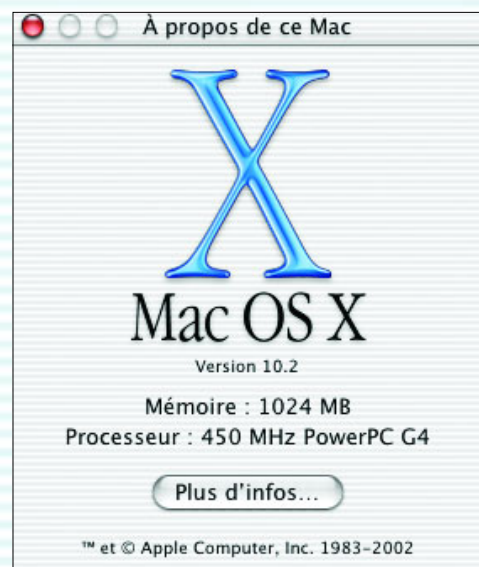 À propos de ce Mac
X
Mac OS X
Version 10.2
Mémoire : 1024 MB
Processeur : 450 MHz PowerPC G4
Plus d'infos...
™ et © Apple Computer, Inc. 1983-2002